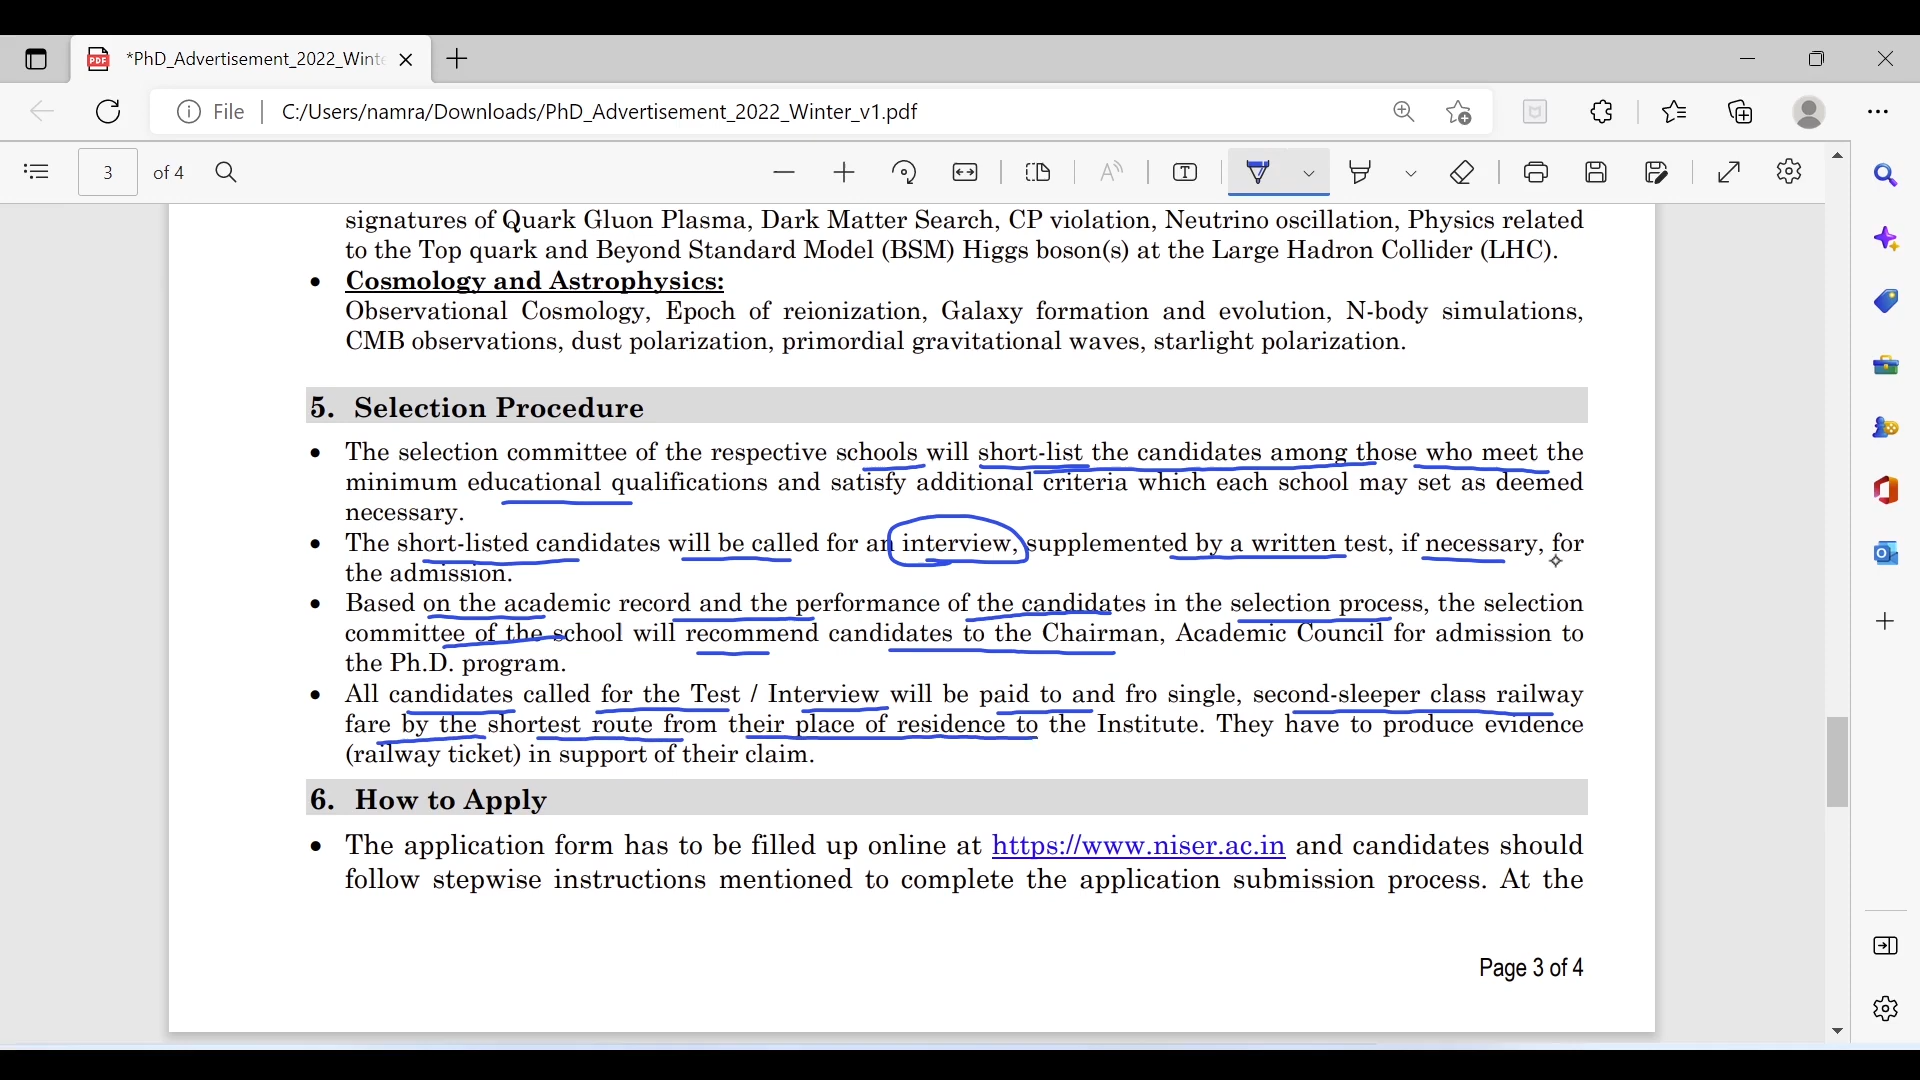 *PhD_Advertisement_2022_Winte
File
C:/Users/namra/Downloads/PhD_Advertisement_2022_Winter_v1.pdf
3 of 4
signatures of Quark Gluon Plasma, Dark Matter Search, CP violation, Neutrino oscillation, Physics related
to the Top quark and Beyond Standard Model (BSM) Higgs boson(s) at the Large Hadron Collider (LHC).
• Cosmology and Astrophysics:
Observational Cosmology, Epoch of reionization, Galaxy formation and evolution, N-body simulations,
CMB observations, dust polarization, primordial gravitational waves, starlight polarization.
5. Selection Procedure
• The selection committee of the respective schools will short-list the candidates among those who meet the
minimum educational qualifications and satisfy additional criteria which each school may set as deemed
necessary.
• The short-listed candidates will be called for an interview, supplemented by a written test, if necessary, for
the admission.
• Based on the academic record and the performance of the candidates in the selection process, the selection
committee of the school will recommend candidates to the Chairman, Academic Council for admission to
the Ph.D. program.
• All candidates called for the Test / Interview will be paid to and fro single, second-sleeper class railway
fare by the shortest route from their place of residence to the Institute. They have to produce evidence
(railway ticket) in support of their claim.
6. How to Apply
• The application form has to be filled up online at https://www.niser.ac.in and candidates should
follow stepwise instructions mentioned to complete the application submission process. At the
Page 3 of 4